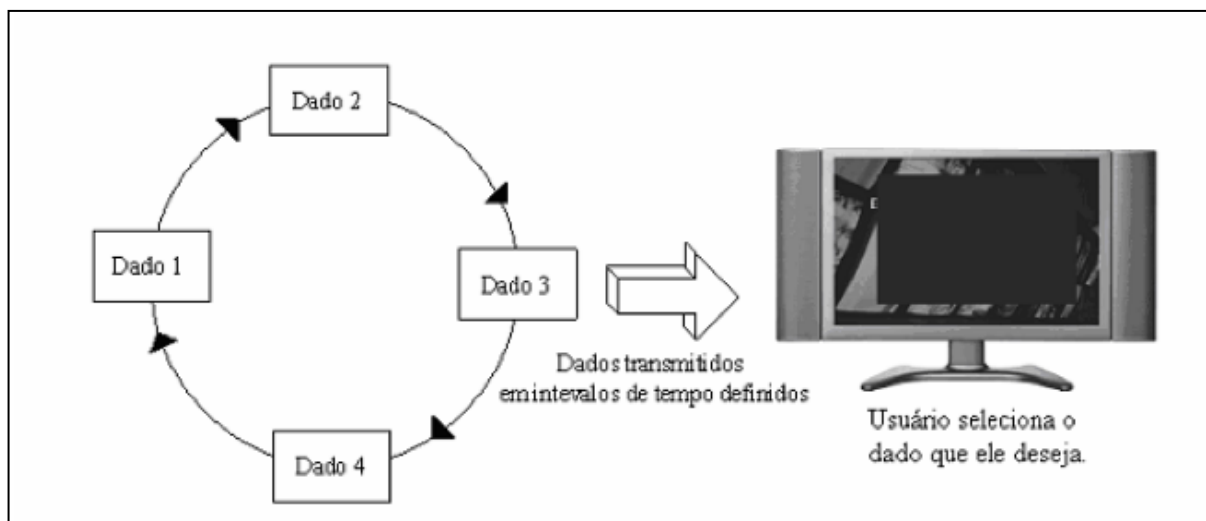 Dado 2
Dado 1
Dado 3
Dado 4
Dados transmitidos
em intevalos de tempo definidos
E
Usuário seleciona o
dado que ele deseja.